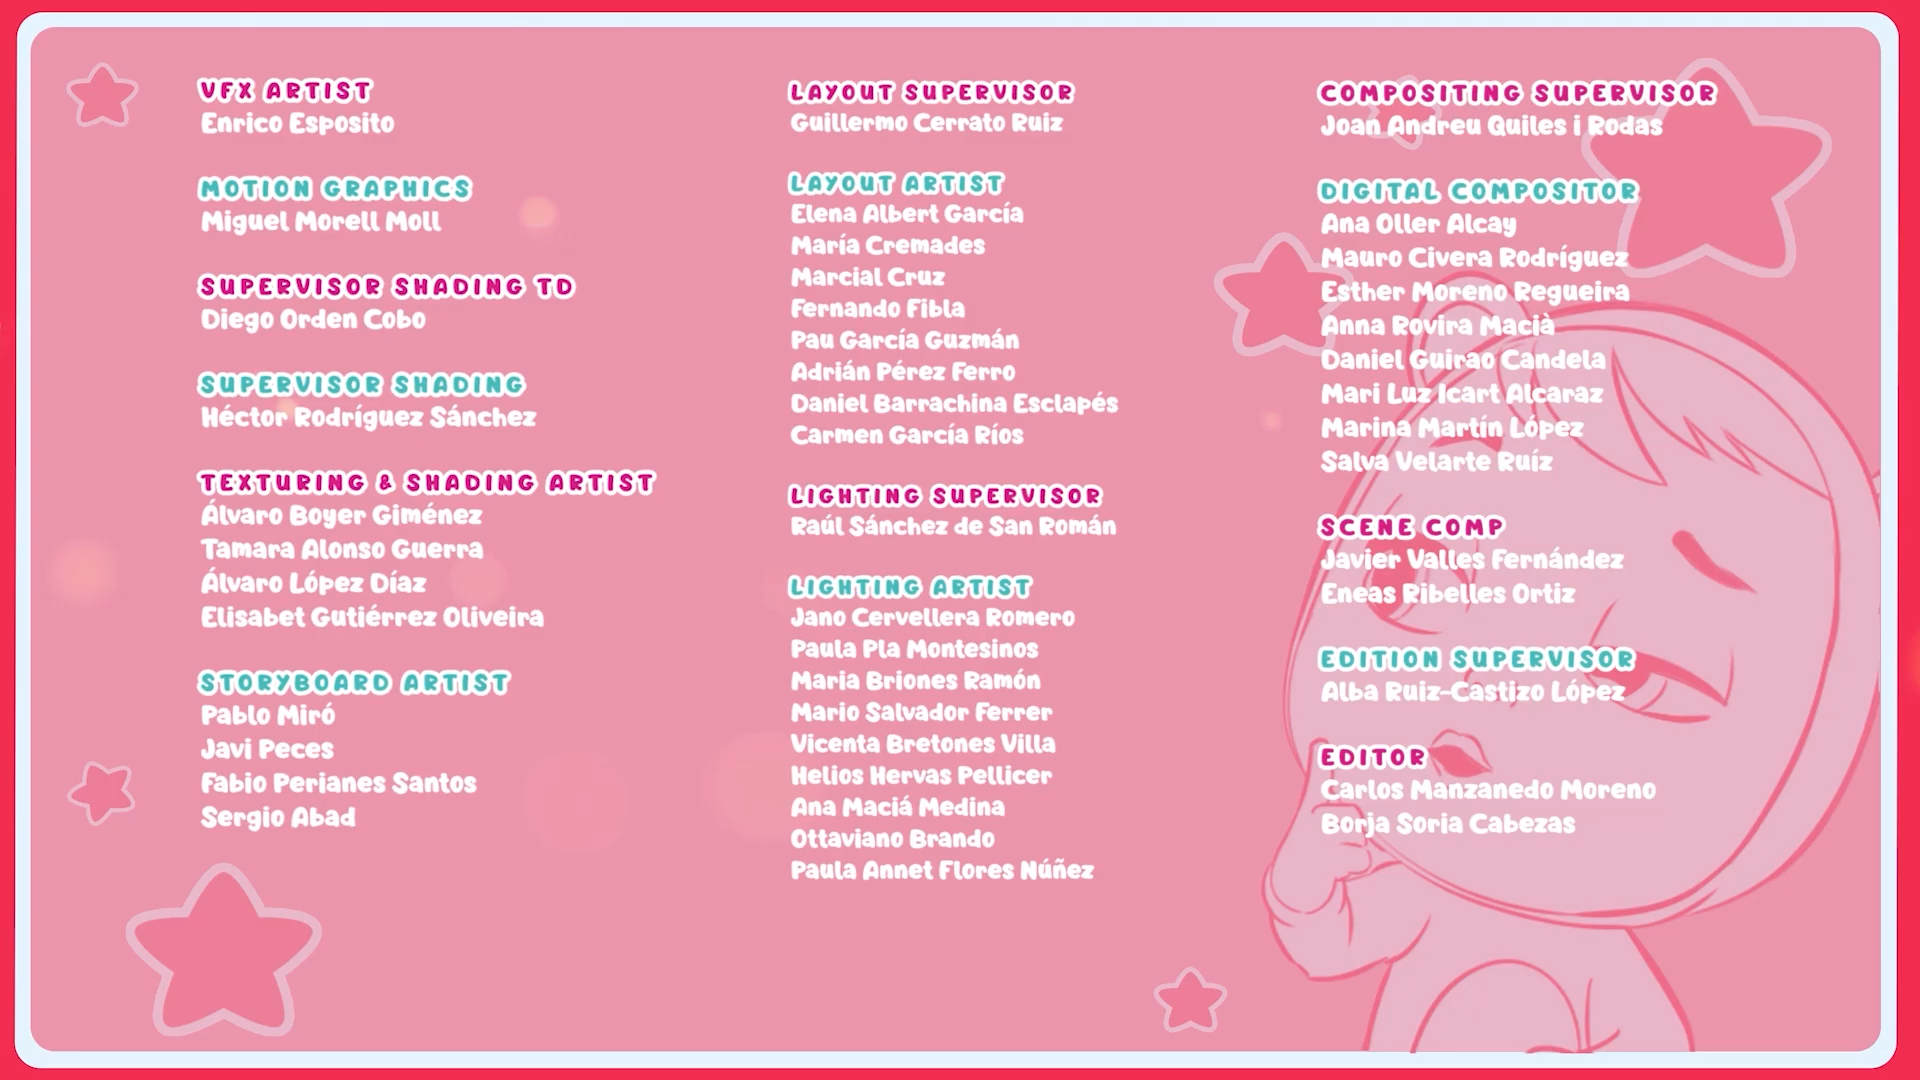 VFX ARTIST
Enrico Esposito
MOTION GRAPHICS
Miguel Morell Moll
SUPERVISOR SHADING TD
Diego Orden Cobo
SUPERVISOR SHADING
Héctor Rodríguez Sánchez
TEXTURING & SHADING ARTIST
Álvaro Boyer Giménez
Tamara Alonso Guerra
Álvaro López Díaz
Elisabet Gutiérrez Oliveira
STORYBOARD ARTIST
Pablo Miró
Javi Peces
Fabio Perianes Santos
Sergio Abad
LAYOUT SUPERVISOR
Guillermo Cerrato Ruiz
LAYOUT ARTIST
Elena Albert García
María Cremades
Marcial Cruz
Fernando Fibla
Pau García Guzmán
Adrián Pérez Ferro
Daniel Barrachina Esclapés
Carmen García Ríos
LIGHTING SUPERVISOR
Raúl Sánchez de San Román
LIGHTING ARTIST
Jano Cervellera Romero
Paula Pla Montesinos
Maria Briones Ramón
Mario Salvador Ferrer
Vicenta Bretones Villa
Helios Hervas Pellicer
Ana Maciá Medina
Ottaviano Brando
Paula Annet Flores Núñez
COMPOSITING SUPERVISOR
Joan Andreu Quiles i Rodas
DIGITAL COMPOSITOR
Ana Oller Alcay
Mauro Civera Rodríguez
Esther Moreno Regueira
Anna Rovira Macià
Daniel Guirao Candela
Mari Luz Icart Alcaraz
Marina Martín López
Salva Velarte Ruíz
SCENE COMP
Javier Valles Fernández
Eneas Ribelles Ortiz
EDITION SUPERVISOR
Alba Ruiz-Castizo López
EDITOR
Carlos Manzanedo Moreno
Borja Soria Cabezas